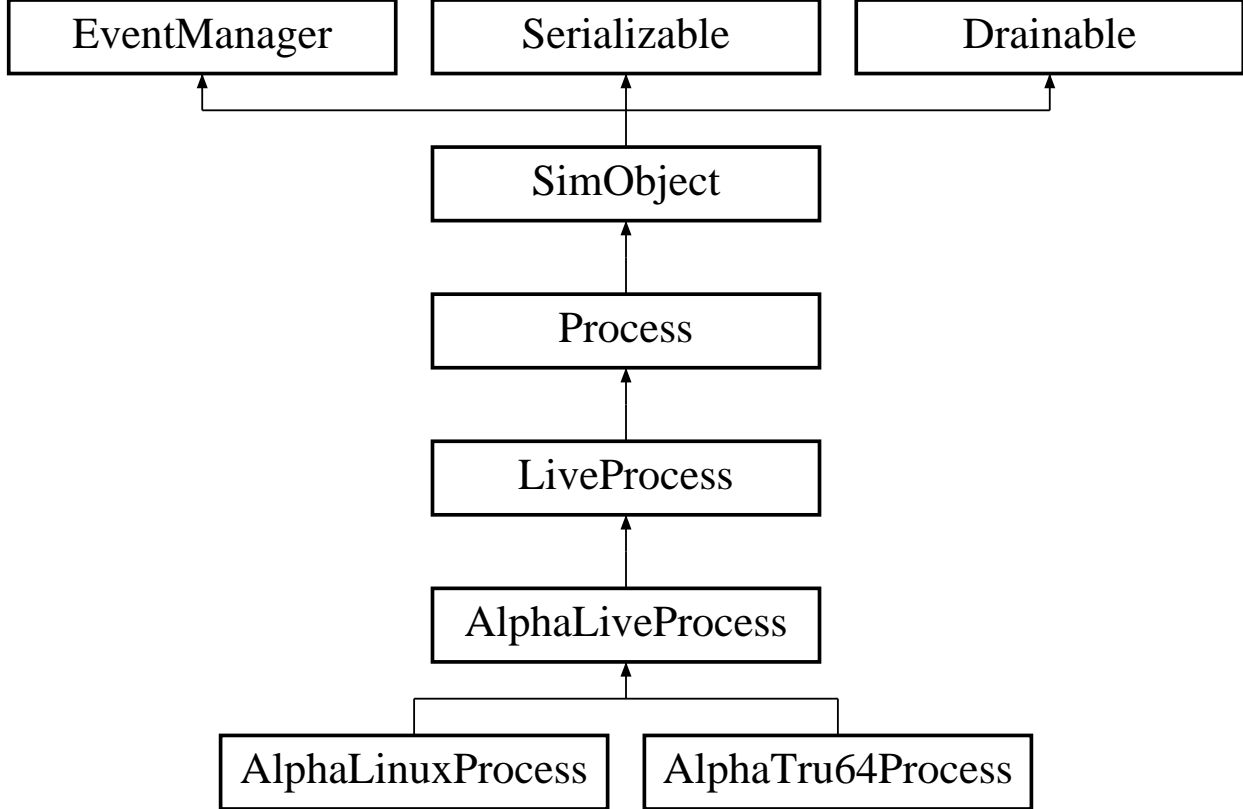 EventManager
Serializable
Drainable
SimObject
Process
LiveProcess
AlphaLiveProcess
AlphaLinuxProcess
AlphaTru64Process